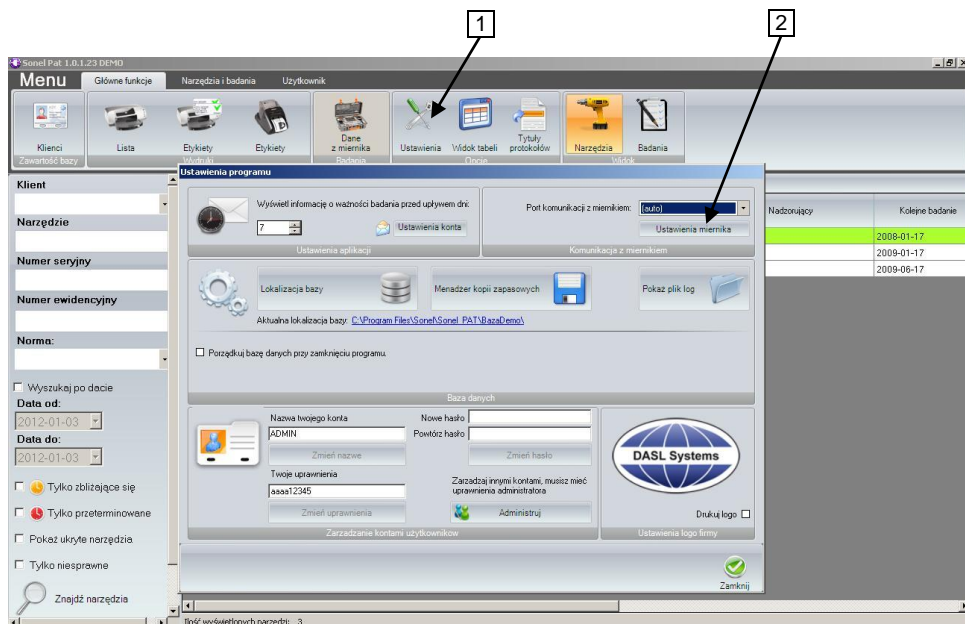 1
2
Sonel Pat 1.0.1.23 DEMO
Menu
Główne funkcje
Narzędzia i badania
Użytkownik
Klienci
Lista
Etykiety
Etykiety
Dane
z miernika
Ustawienia
Widok tabeli
Tytuły
protokołów
Narzędzia
Badania
Zawartość bazy
Wydruki
Badania
Opcje
Widok
Klient
Narzędzie
Numer seryjny
Numer ewidencyjny
Norma:
Wyszukaj po dacie
Data od:
2012-01-03
Data do:
2012-01-03
Tylko zbliżające się
Tylko przeterminowane
Pokaż ukryte narzędzia
Tylko niesprawne
Znajdź narzędzia
Ustawienia programu
Wyświetl informację o ważności badania przed upływem dni:
7
Ustawienia konta
Ustawienia aplikacji
Port komunikacji z miernikiem:
(auto)
Ustawienia miernika
Komunikacja z miernikiem
Lokalizacja bazy
Menadżer kopii zapasowych
Pokaż plik log
Aktualna lokalizacja bazy: C:\Program Files\Sonel\Sonel PAT\BazaDemo\
Porządkuj bazę danych przy zamknięciu programu.
Baza danych
Nazwa twojego konta
ADMIN
Zmień nazwe
Twoje uprawnienia
aaaa12345
Zmień uprawnienia
Nowe hasło
Powtórz hasło
Zmień hasło
Zarzadzaj innymi kontami, musisz mieć
uprawnienia administratora
Administruj
Zarzadzanie kontami uzytkownikow
DASL Systems
Drukuj logo
Ustawienia logo firmy
Zamknij
Nadzorujący
Kolejne badanie
2008-01-17
2009-01-17
2009-06-17
Ilość wyświetlonych narzędzi: 3